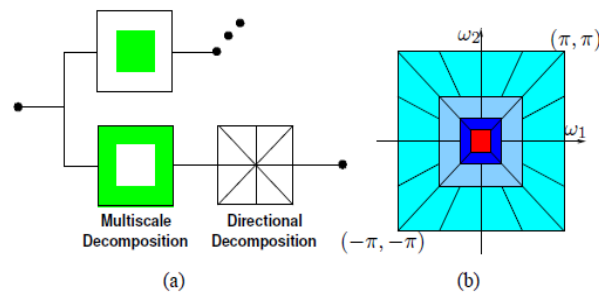 ω₂
(π, π)
ω₁
(−π, −π)
Multiscale Decomposition
Directional Decomposition
(a)
(b)